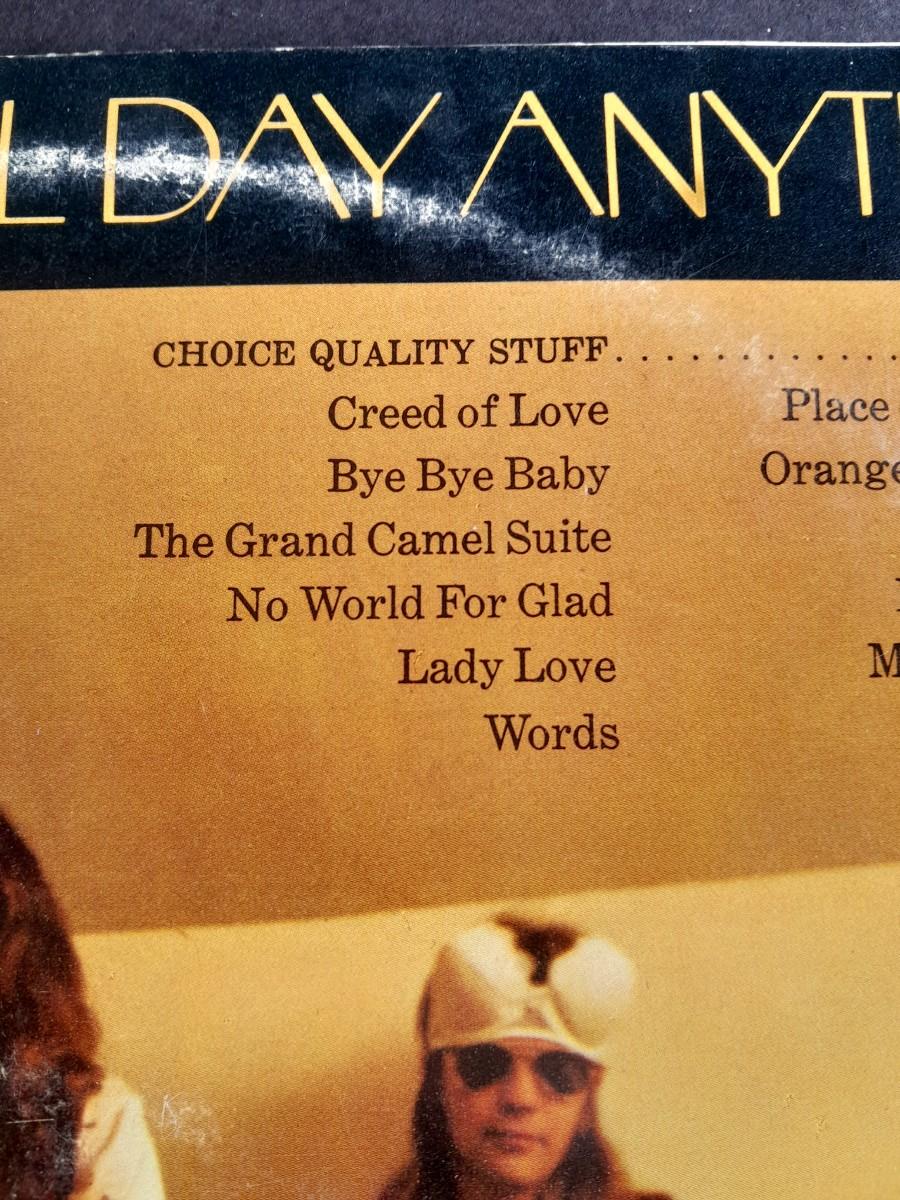 L DAY ANYT
CHOICE QUALITY STUFF. . . . . . . . . . . . .
Creed of Love
Place
Bye Bye Baby
Orange
The Grand Camel Suite
No World For Glad
Lady Love
M
Words